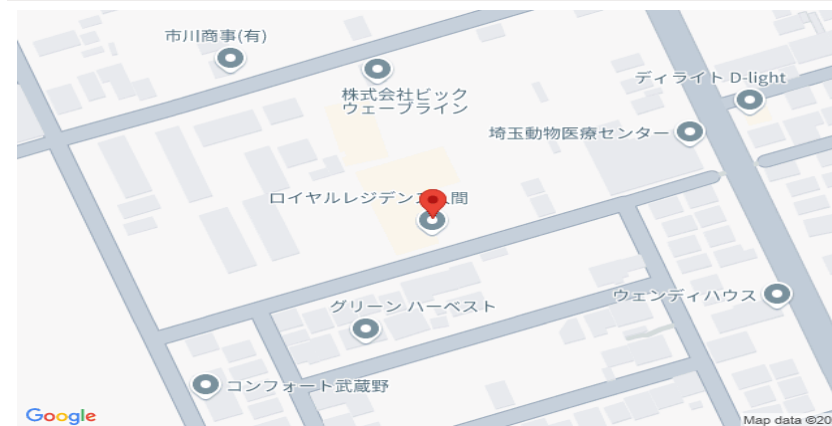 市川商事(有)
株式会社ビック
ウェーブライン
ディライト D-light
埼玉動物医療センター
ロイヤルレジデンス 間
ウェンディハウス
グリーン ハーベスト
コンフォート武蔵野
Google
Map data ©20